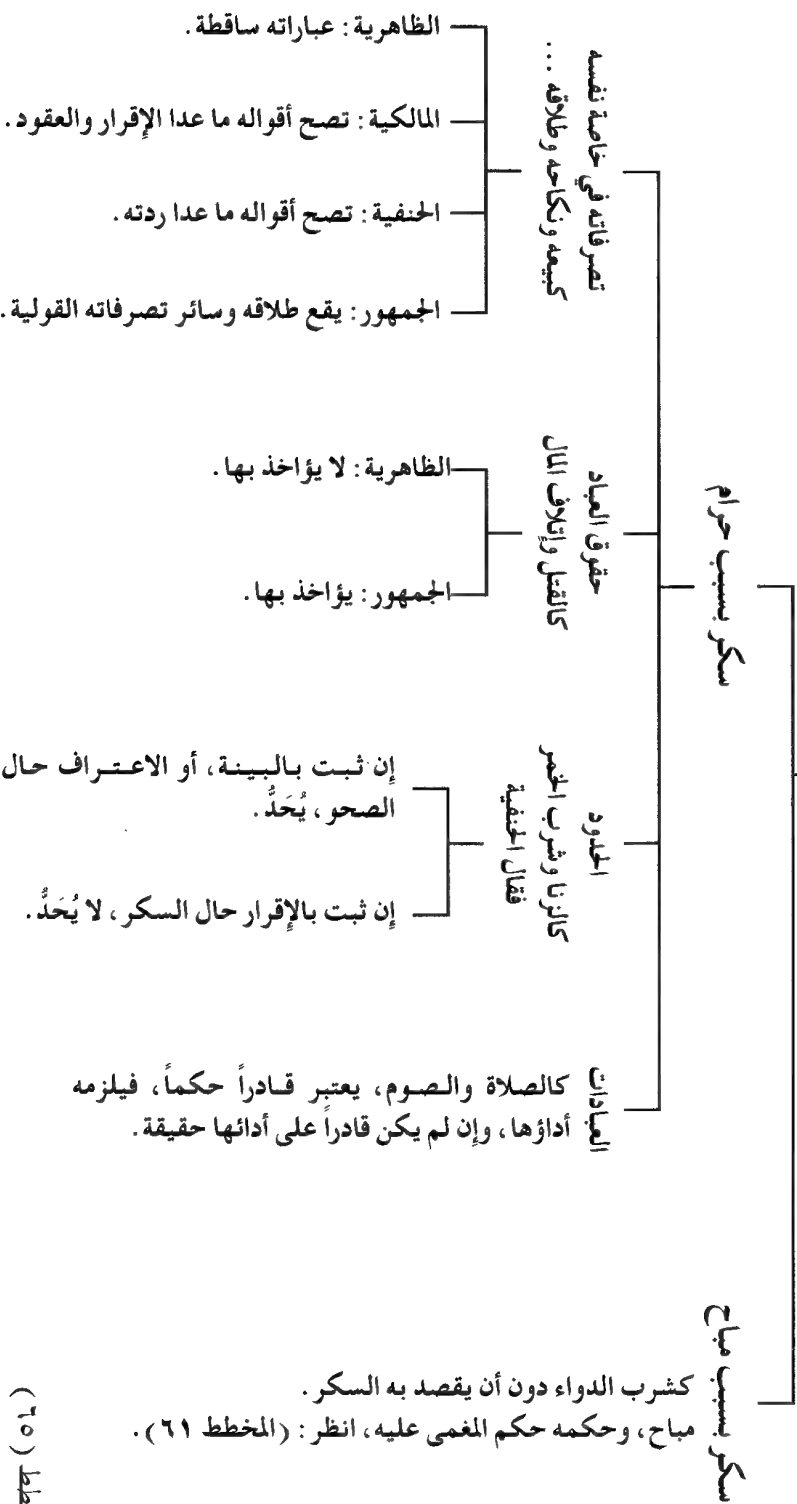 سكر بسبب حرام
تصرفاته في خاصة نفسه
كبيعه ونكاحه وطلاقه ...
الظاهرية: عباراته ساقطة.
المالكية: تصح أقواله ما عدا الإقرار والعقود.
الحنفية: تصح أقواله ما عدا ردته.
الجمهور: يقع طلاقه وسائر تصرفاته القولية.
حقوق العباد
كالقتل وإتلاف المال
الظاهرية: لا يؤاخذ بها.
الجمهور: يؤاخذ بها.
الحدود
كالزنا وشرب الخمر
فقال الحنفية
إن ثبت بالبينة، أو الاعتراف حال
الصحو، يُحَدُّ.
إن ثبت بالإقرار حال السكر، لا يُحَدُّ.
العبادات
كالصلاة والصوم، يعتبر قادراً حكماً، فيلزمه
أداؤها، وإن لم يكن قادراً على أدائها حقيقة.
سكر بسبب مباح
كشرب الدواء دون أن يقصد به السكر.
مباح، وحكمه حكم المغمى عليه، انظر: (المخطط ٦١).
(٦٥)